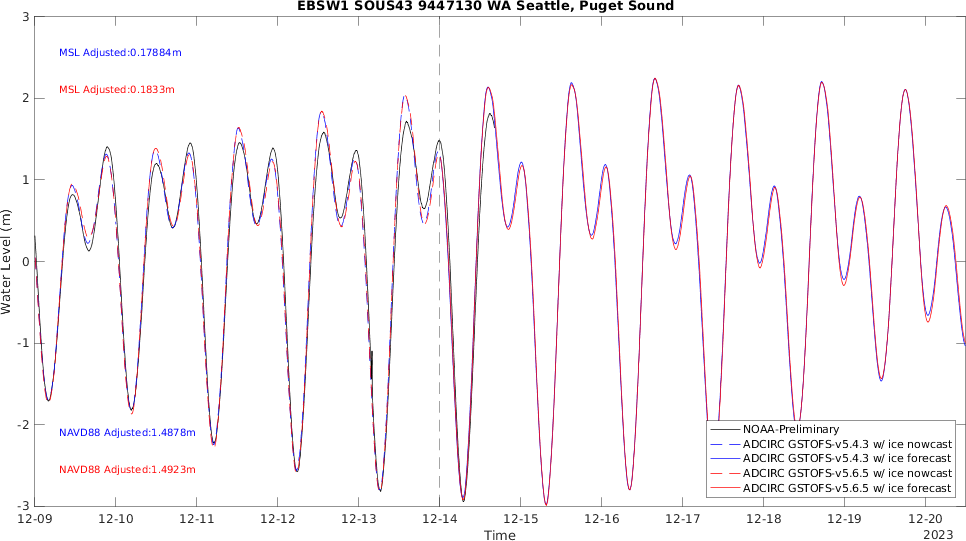 EBSW1 SOUS43 9447130 WA Seattle, Puget Sound
3
2
1
0
-1
-2
-3
Water Level (m)
MSL Adjusted:0.17884m
MSL Adjusted:0.1833m
NAVD88 Adjusted:1.4878m
NAVD88 Adjusted:1.4923m
NOAA-Preliminary
ADCIRC GSTOFS-v5.4.3 w/ ice nowcast
ADCIRC GSTOFS-v5.4.3 w/ ice forecast
ADCIRC GSTOFS-v5.6.5 w/ ice nowcast
ADCIRC GSTOFS-v5.6.5 w/ ice forecast
12-09 12-10 12-11 12-12 12-13 12-14 12-15 12-16 12-17 12-18 12-19 12-20
2023
Time